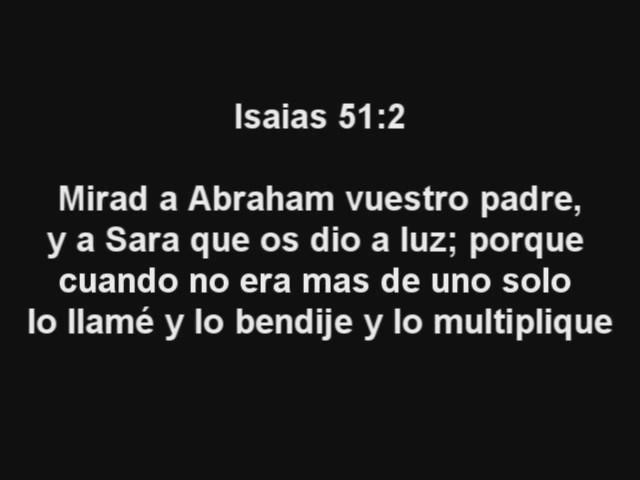 Isaias 51:2
Mirad a Abraham vuestro padre,
y a Sara que os dio a luz; porque
cuando no era mas de uno solo
lo llamé y lo bendije y lo multiplique